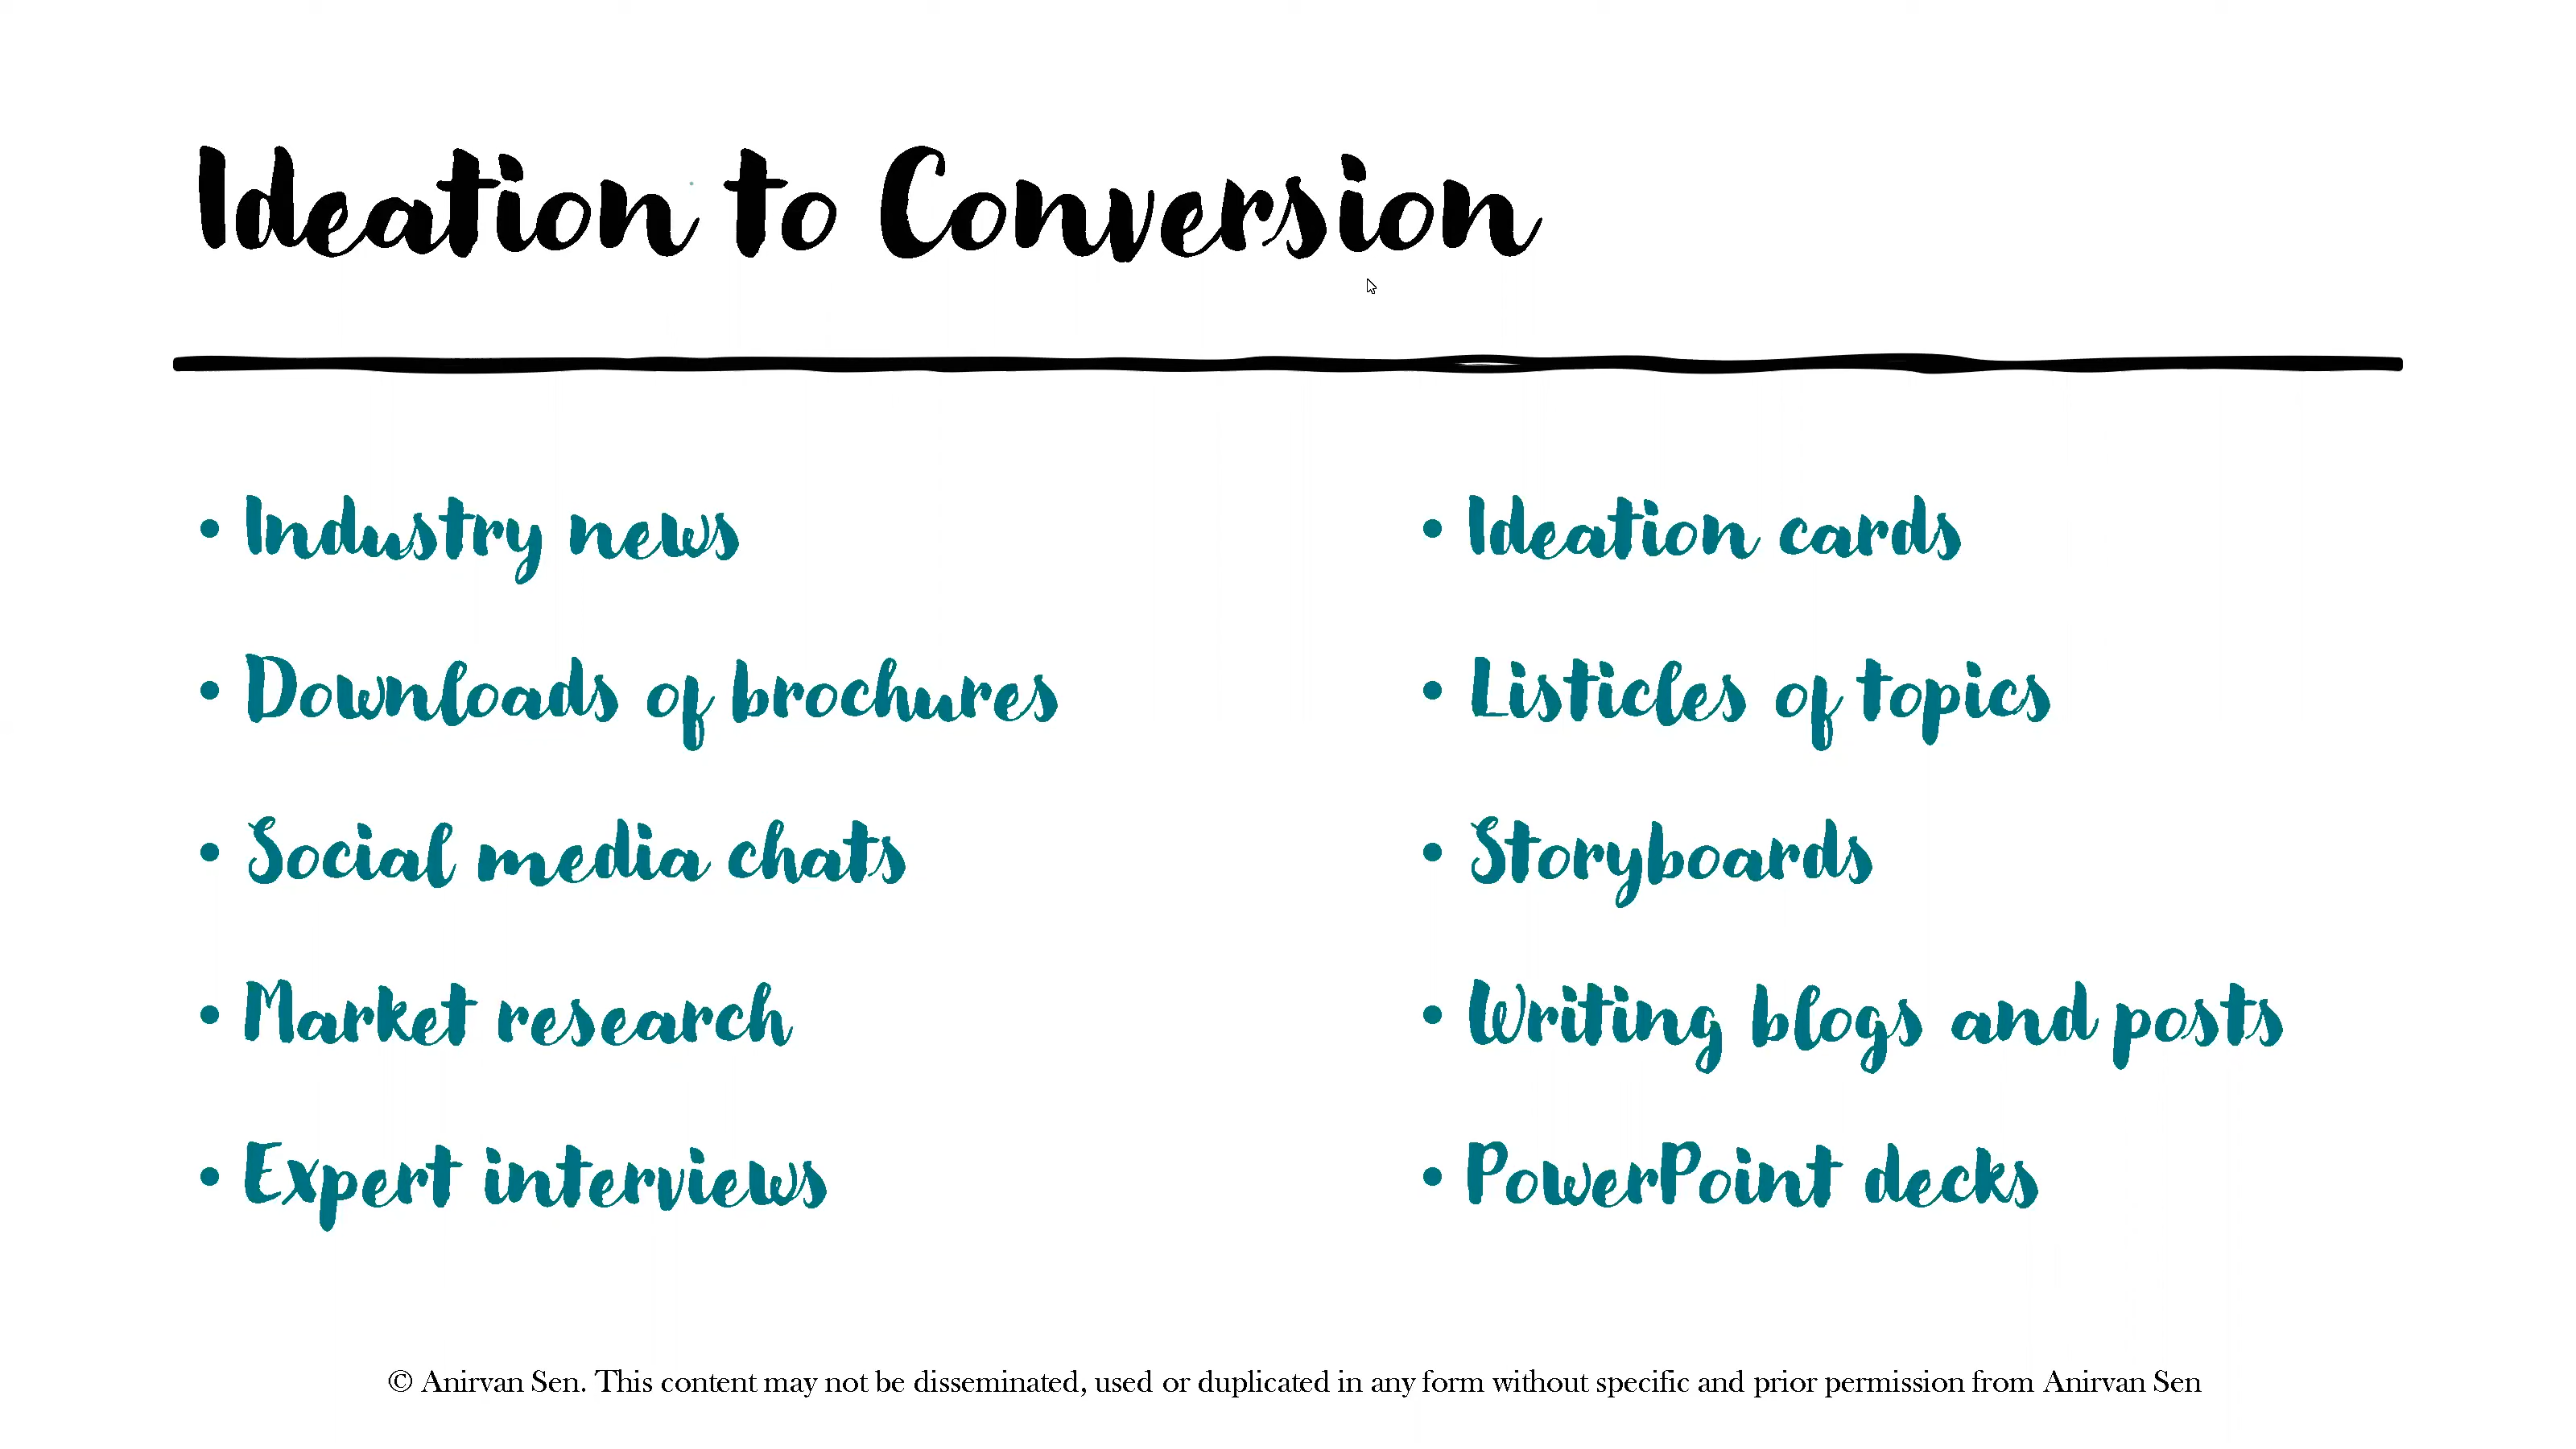 Ideation to Conversion
• Industry news
• Downloads of brochures
• Social media chats
• Market research
• Expert interviews
• Ideation cards
• Listicles of topics
• Storyboards
• Writing blogs and posts
• PowerPoint decks
© Anirvan Sen. This content may not be disseminated, used or duplicated in any form without specific and prior permission from Anirvan Sen